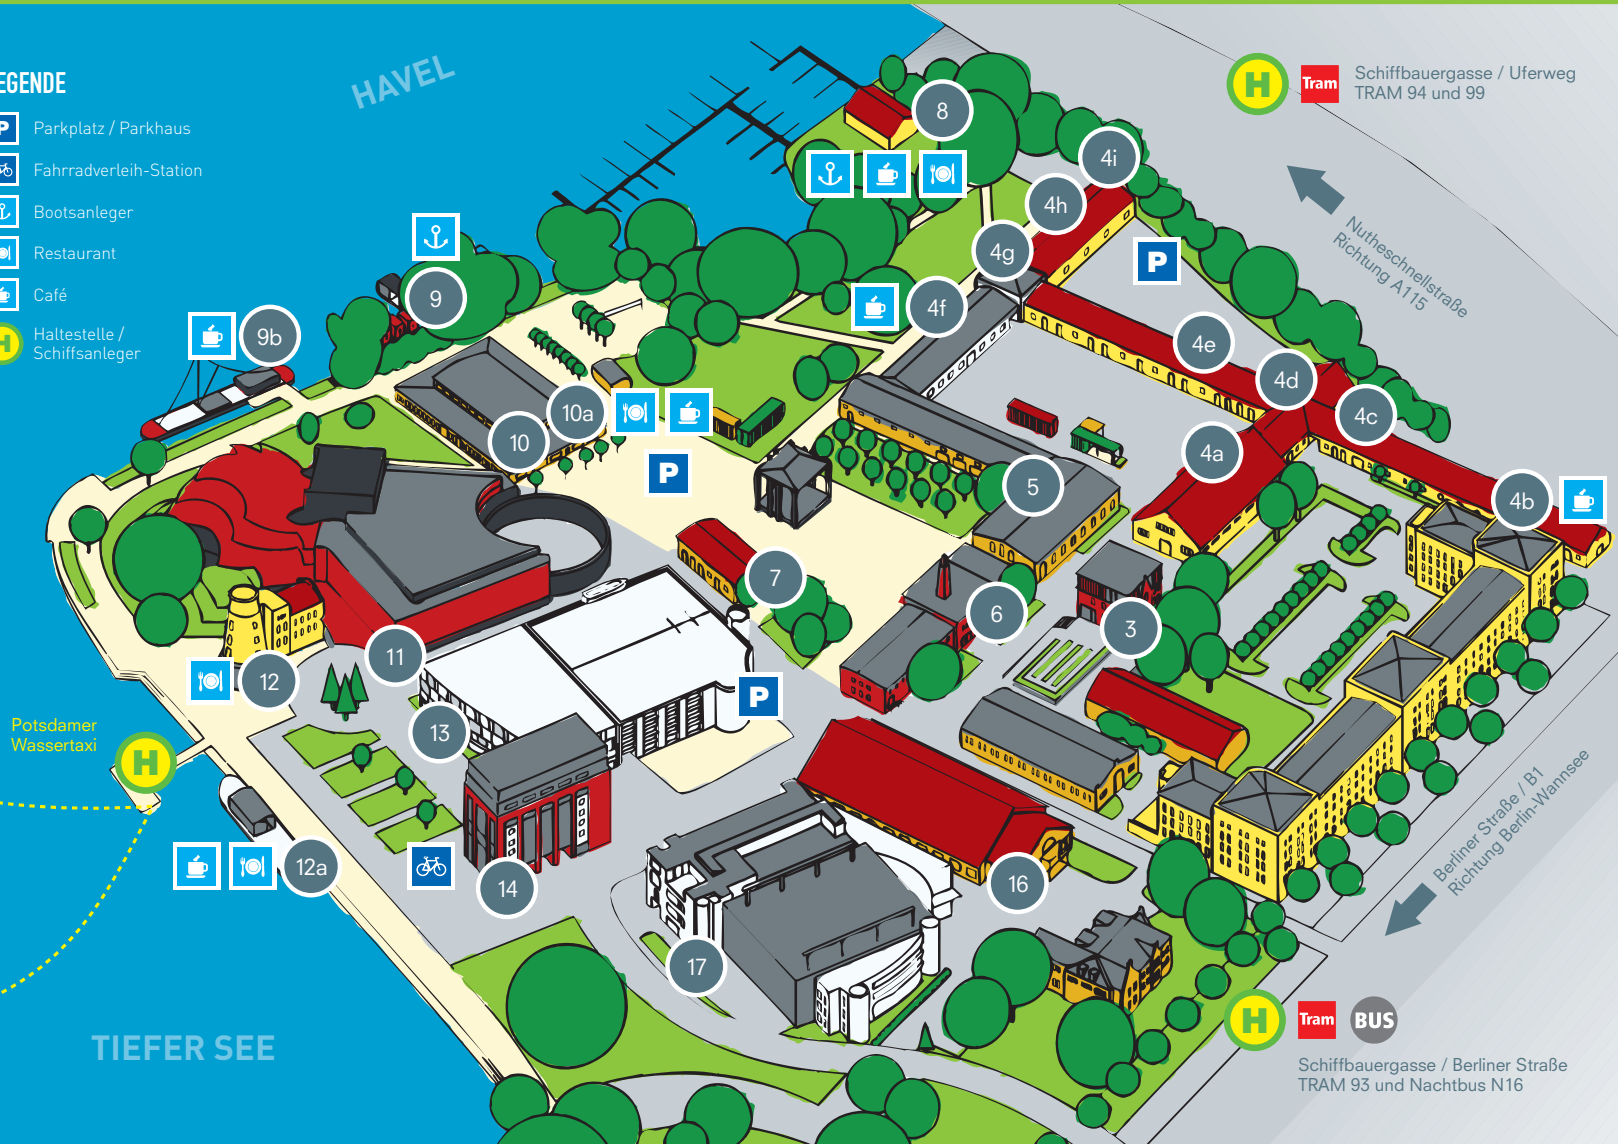 HAVEL
EGENDE
P Parkplatz / Parkhaus
Fahrradverleih-Station
Bootsanleger
Restaurant
Café
H Haltestelle /
Schiffsanleger
H Tram Schiffbauergasse / Uferweg
TRAM 94 und 99
Nutheschnellstraße
Richtung A115
8
4i
4h
4g
P
9
4f
9b
4e
4d
10a
4c
10
4a
P
5
4b
7
6
3
11
12
P
13
Potsdamer
Wassertaxi
H
Berliner Straße / B1
Richtung Berlin-Wannsee
12a
14
16
17
TIEFER SEE
H Tram BUS
Schiffbauergasse / Berliner Straße
TRAM 93 und Nachtbus N16